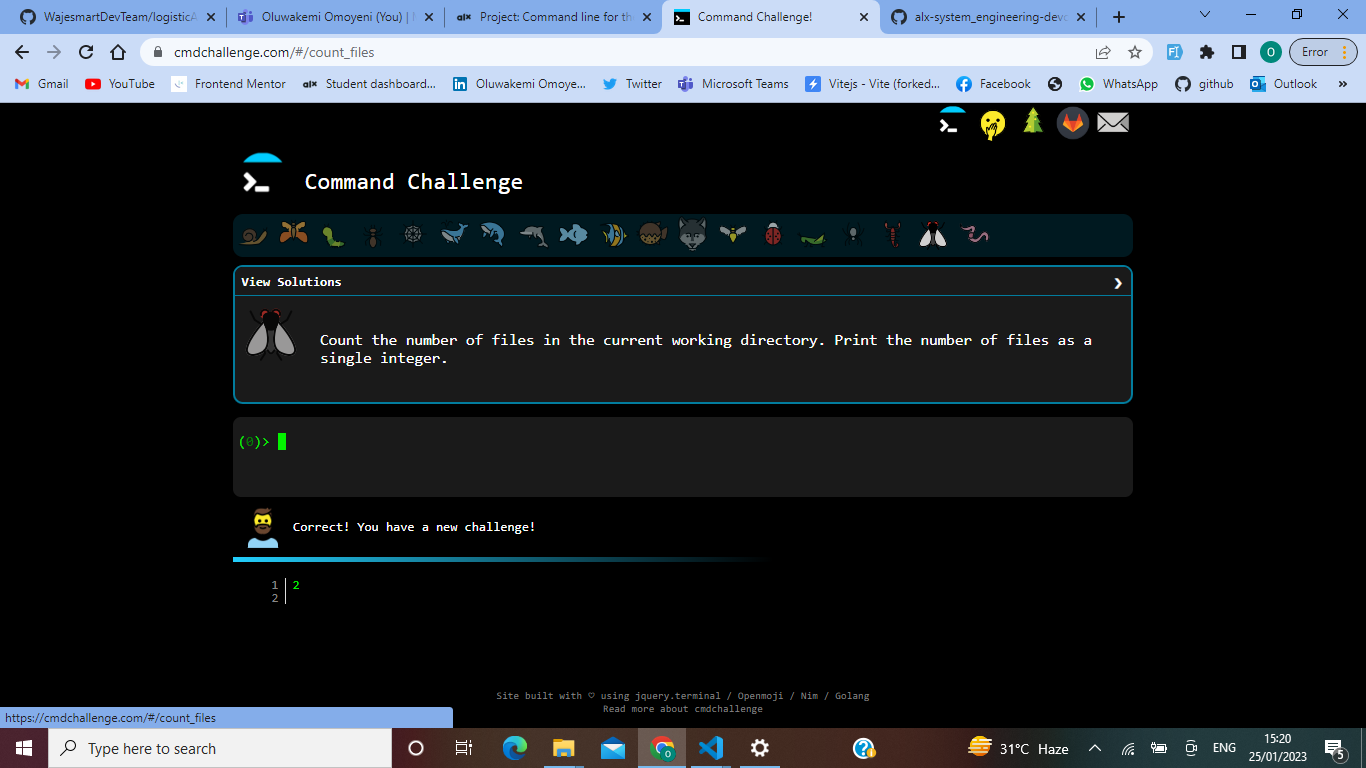 WajesmartDevTeam/logisticA
Oluwakemi Omoyeni (You) |
Project: Command line for th
Command Challenge!
alx-system_engineering-devo
cmdchallenge.com/#/count_files
Error
Gmail
YouTube
Frontend Mentor
alx Student dashboard...
Oluwakemi Omoye...
Twitter
Microsoft Teams
Vitejs - Vite (forked...
Facebook
WhatsApp
github
Outlook
»
Command Challenge
View Solutions
Count the number of files in the current working directory. Print the number of files as a
single integer.
(0)>
Correct! You have a new challenge!
1 2
2
Site built with ♡ using jquery.terminal / Openmoji / Nim / Golang
Read more about cmdchallenge
https://cmdchallenge.com/#/count_files
Type here to search
31°C Haze
ENG
15:20
25/01/2023
5